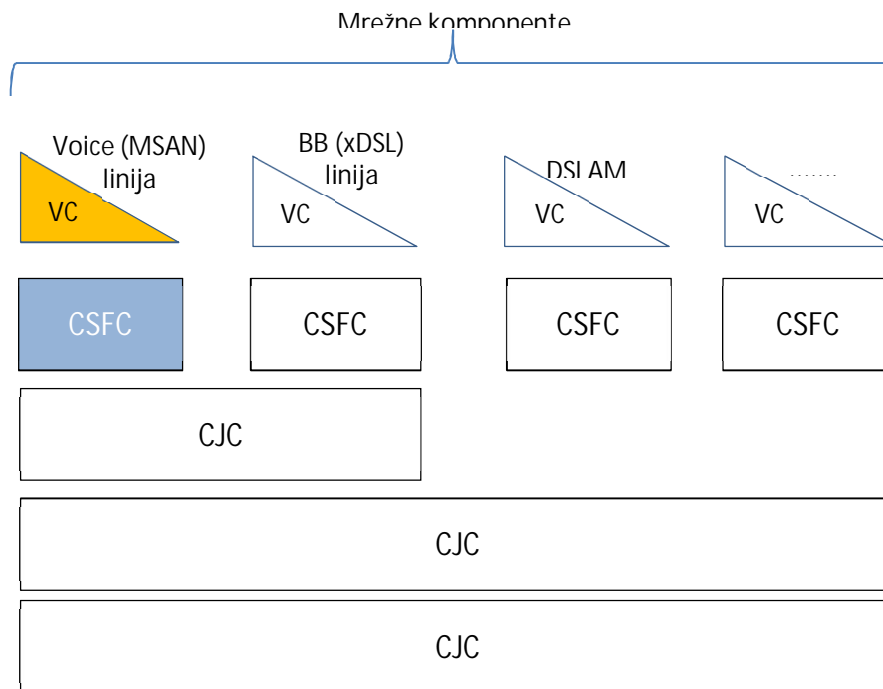 Mrežne komponente
Voice (MSAN)
linija
BB (xDSL)
linija
DSLAM
.......
VC
VC
VC
VC
CSFC
CSFC
CSFC
CSFC
CJC
CJC
CJC